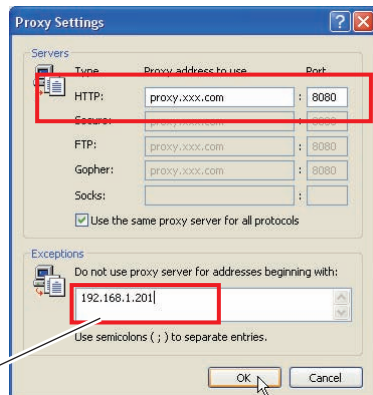 Proxy Settings
Servers
Type Proxy address to use Port
HTTP: proxy.xxx.com : 8080
Secure: proxy.xxx.com : 8080
FTP: proxy.xxx.com : 8080
Gopher: proxy.xxx.com : 8080
Socks: :
Use the same proxy server for all protocols
Exceptions
Do not use proxy server for addresses beginning with:
192.168.1.201
Use semicolons ( ; ) to separate entries.
OK Cancel